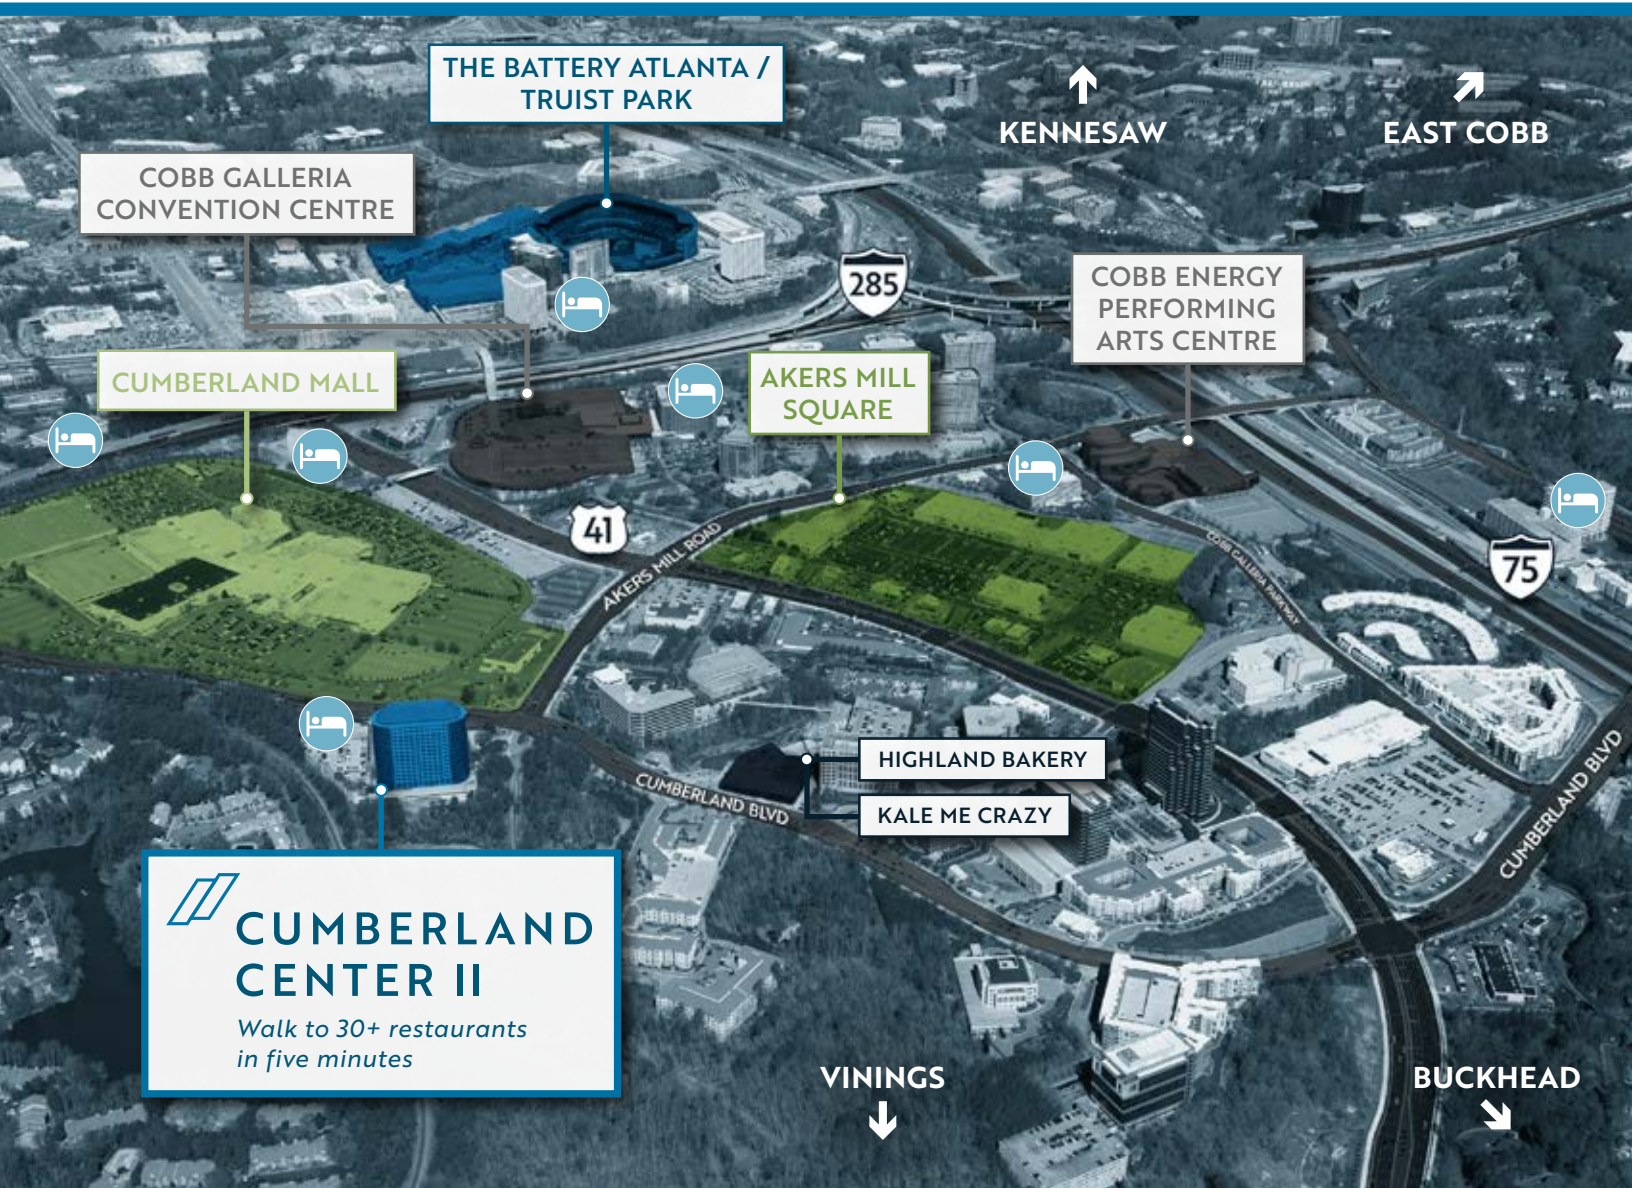 THE BATTERY ATLANTA /
TRUIST PARK
KENNESAW
EAST COBB
COBB GALLERIA
CONVENTION CENTRE
285
COBB ENERGY
PERFORMING
ARTS CENTRE
CUMBERLAND MALL
AKERS MILL
SQUARE
41
AKERS MILL ROAD
COBB GALLERIA PARKWAY
75
HIGHLAND BAKERY
KALE ME CRAZY
CUMBERLAND BLVD
CUMBERLAND BLVD
CUMBERLAND
CENTER II
Walk to 30+ restaurants
in five minutes
VININGS
BUCKHEAD